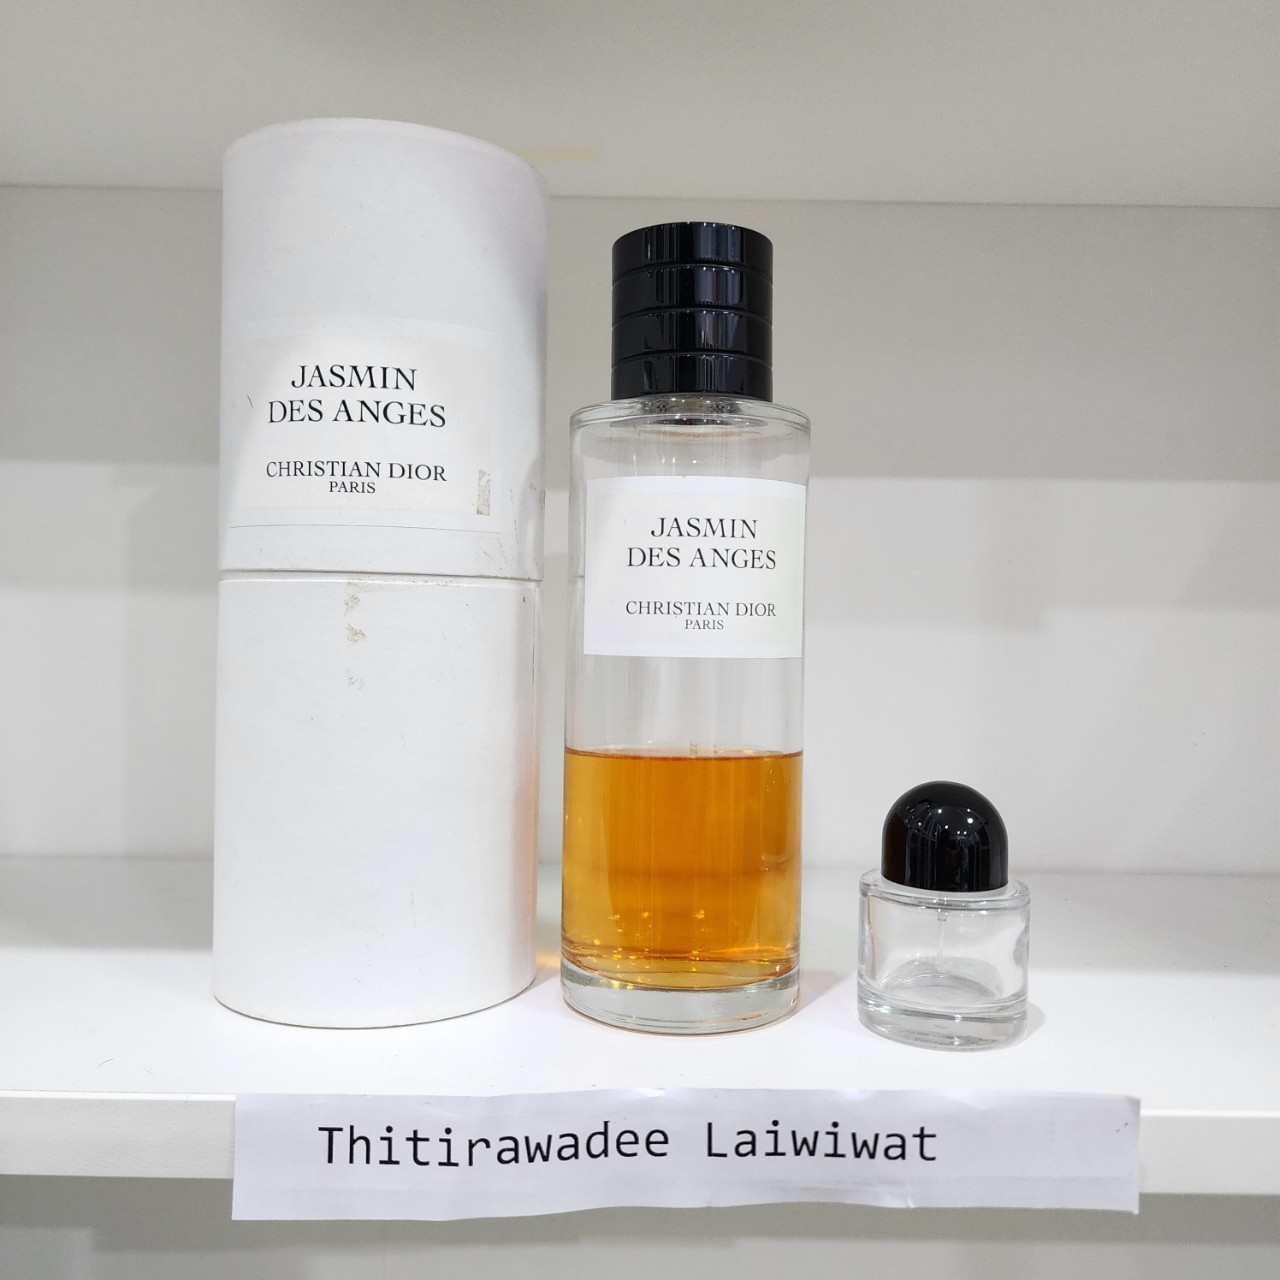 JASMIN
DES ANGES
CHRISTIAN DIOR
PARIS
JASMIN
DES ANGES
CHRISTIAN DIOR
PARIS
Thitirawadee Laiwiwat